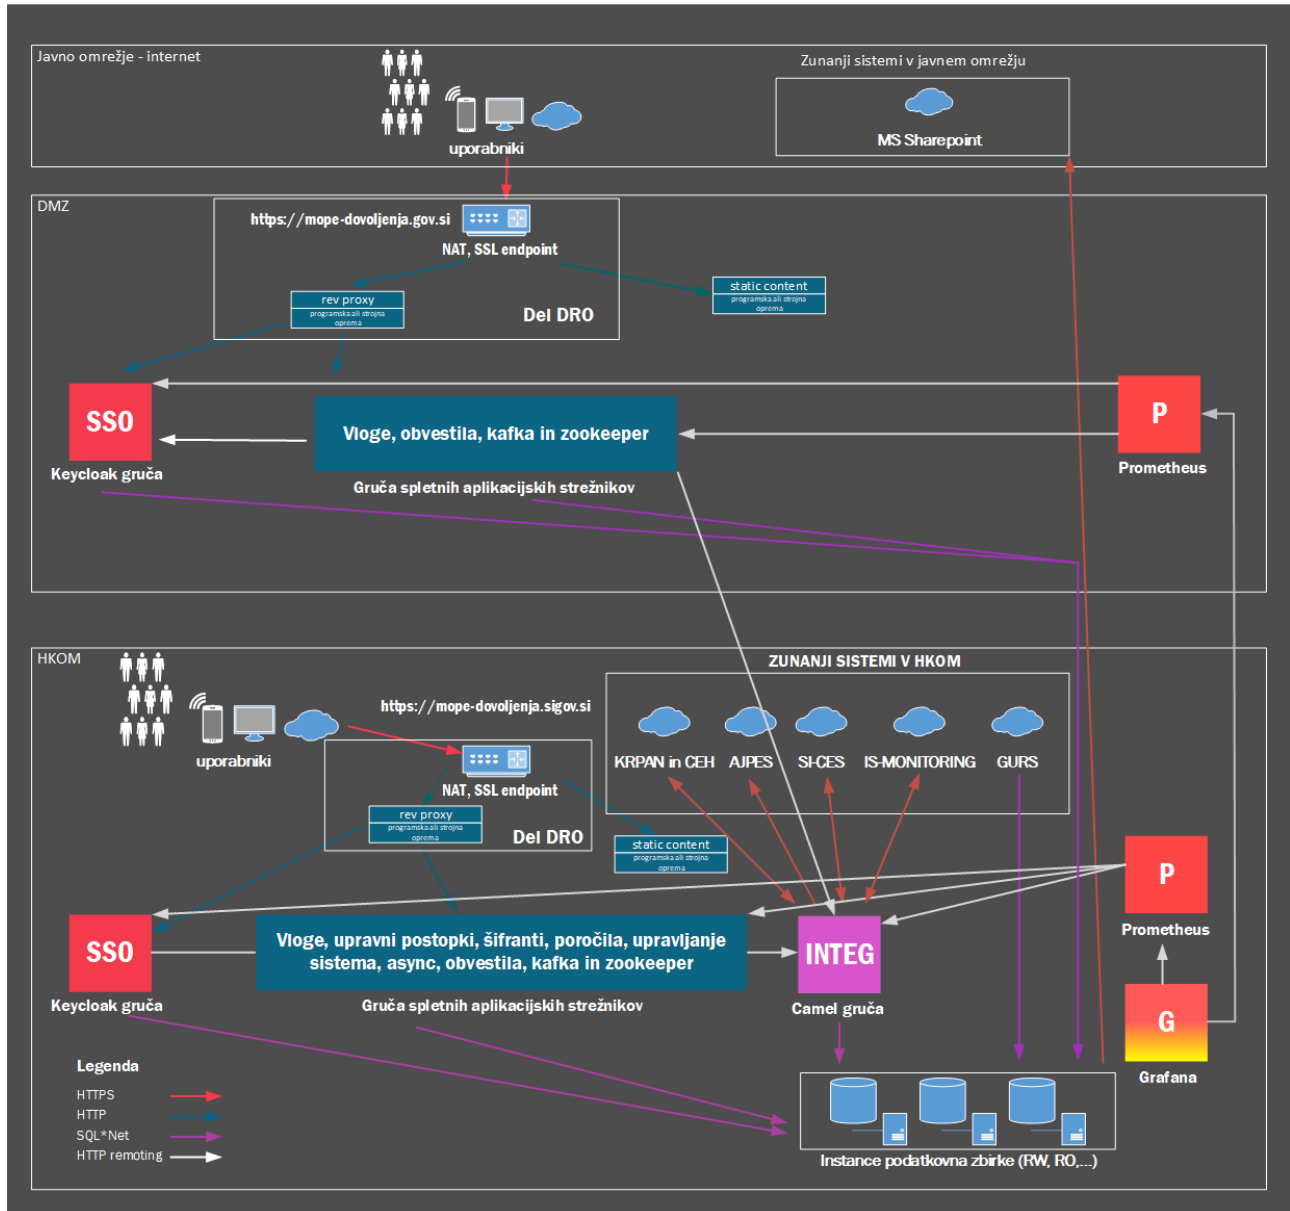 Javno omrežje - internet
Zunanji sistemi v javnem omrežju
MS Sharepoint
uporabniki
DMZ
https://mope-dovoljenja.gov.si
NAT, SSL endpoint
rev proxy
programska ali strojna
oprema
Del DRO
static content
programska ali strojna
oprema
SSO
Keycloak gruča
Vloge, obvestila, kafka in zookeeper
Gruča spletnih aplikacijskih strežnikov
P
Prometheus
HKOM
uporabniki
https://mope-dovoljenja.sigov.si
NAT, SSL endpoint
rev proxy
programska ali strojna
oprema
Del DRO
static content
programska ali strojna
oprema
ZUNANJI SISTEMI V HKOM
KRPAN in CEH
AJPES
SI-CES
IS-MONITORING
GURS
SSO
Keycloak gruča
Vloge, upravni postopki, šifranti, poročila, upravljanje
sistema, async, obvestila, kafka in zookeeper
Gruča spletnih aplikacijskih strežnikov
INTEG
Camel gruča
P
Prometheus
G
Grafana
Instance podatkovna zbirke (RW, RO,...)
Legenda
HTTPS
HTTP
SQL*Net
HTTP remoting